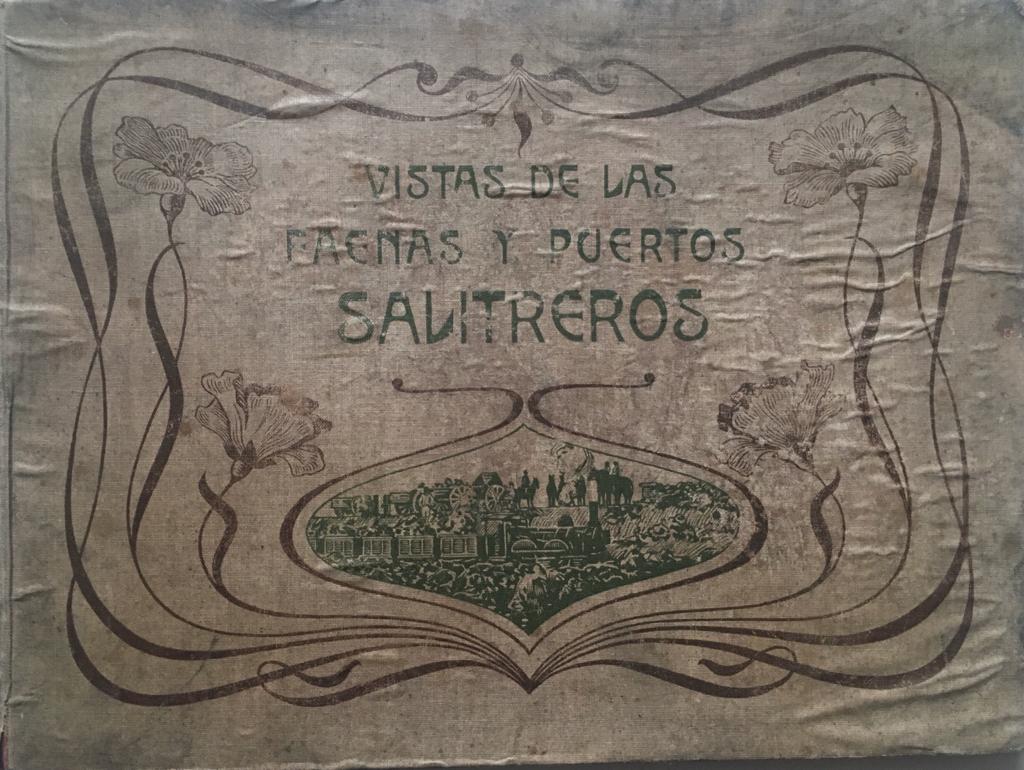 VISTAS DE LAS
FAENAS Y PUERTOS
SALITREROS